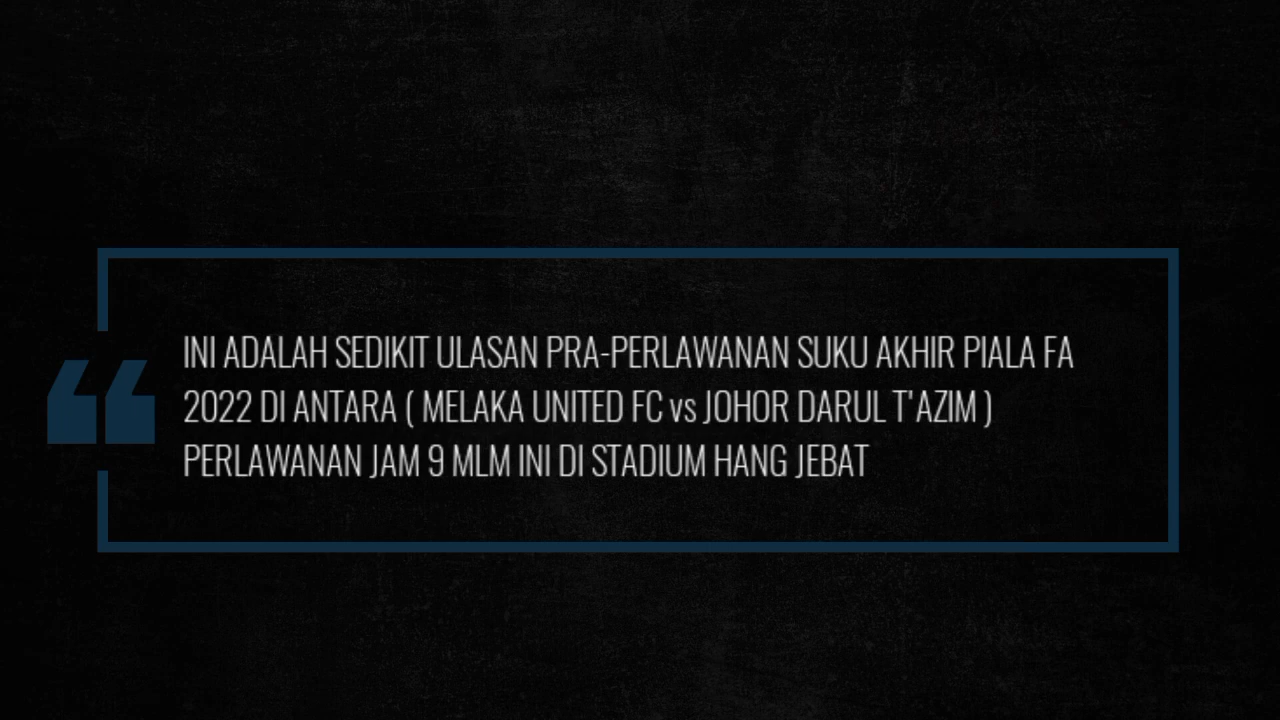 INI ADALAH SEDIKIT ULASAN PRA-PERLAWANAN SUKU AKHIR PIALA FA
2022 DI ANTARA ( MELAKA UNITED FC vs JOHOR DARUL T'AZIM )
PERLAWANAN JAM 9 MLM INI DI STADIUM HANG JEBAT